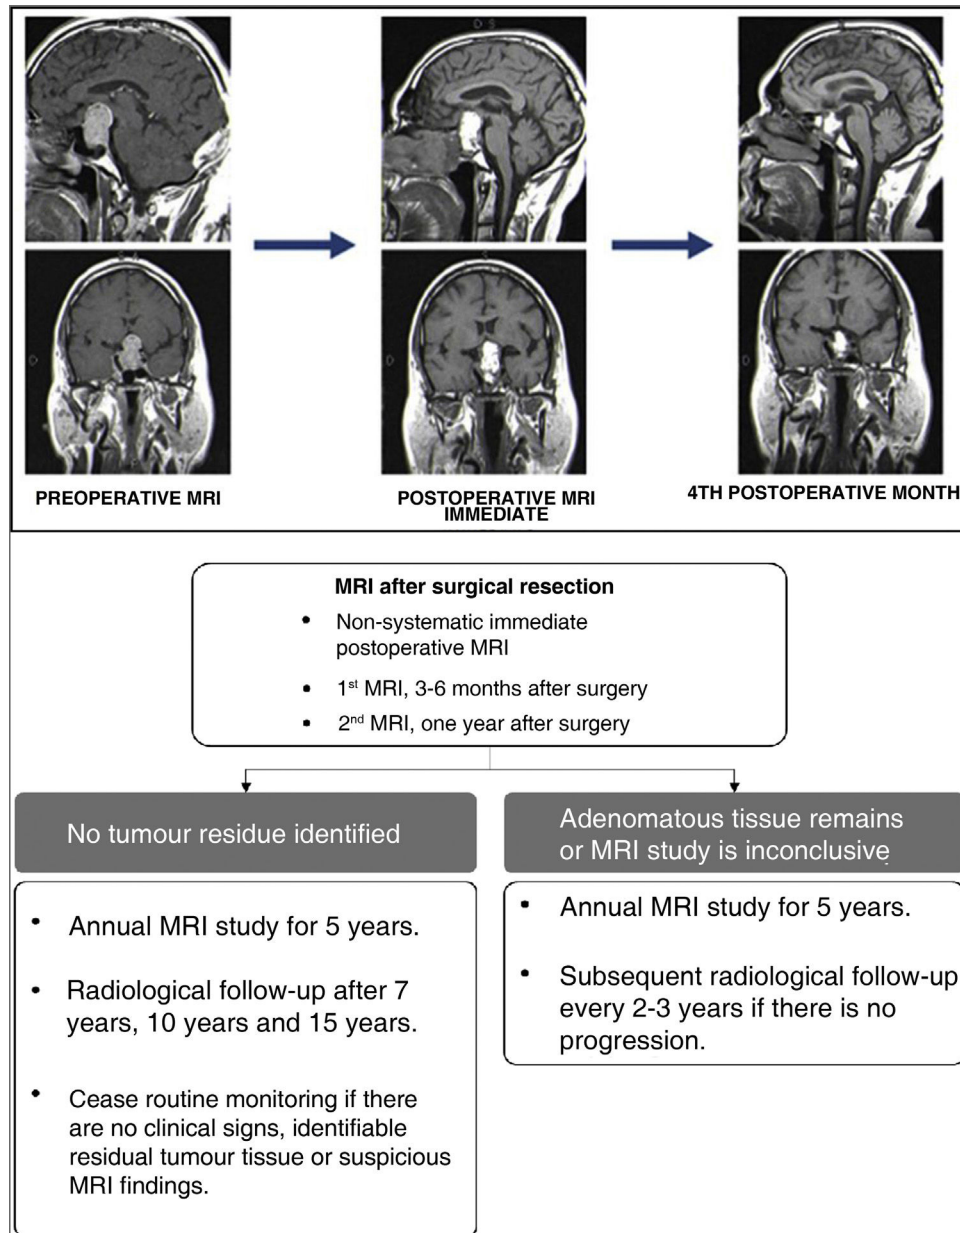 PREOPERATIVE MRI
POSTOPERATIVE MRI
IMMEDIATE
4TH POSTOPERATIVE MONTH
MRI after surgical resection
• Non-systematic immediate
postoperative MRI
• 1st MRI, 3-6 months after surgery
• 2nd MRI, one year after surgery
No tumour residue identified
• Annual MRI study for 5 years.
• Radiological follow-up after 7
years, 10 years and 15 years.
• Cease routine monitoring if there
are no clinical signs, identifiable
residual tumour tissue or suspicious
MRI findings.
Adenomatous tissue remains
or MRI study is inconclusive
• Annual MRI study for 5 years.
• Subsequent radiological follow-up
every 2-3 years if there is no
progression.